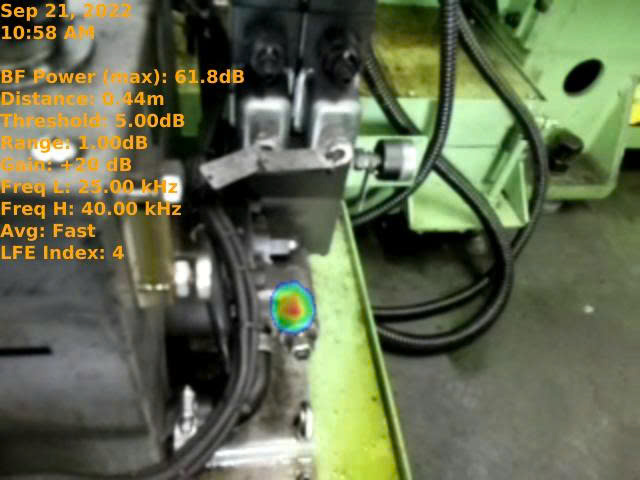 Sep 21, 2022
10:58 AM
BF Power (max): 61.8dB
Distance: 0.44m
Threshold: 5.00dB
Range: 1.00dB
Gain: +20 dB
Freq L: 25.00 kHz
Freq H: 40.00 kHz
Avg: Fast
LFE Index: 4